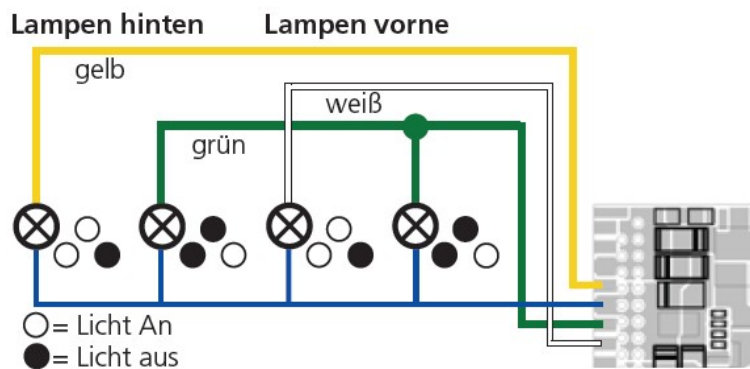 Lampen hinten Lampen vorne
gelb
weiß
grün
= Licht An
= Licht aus